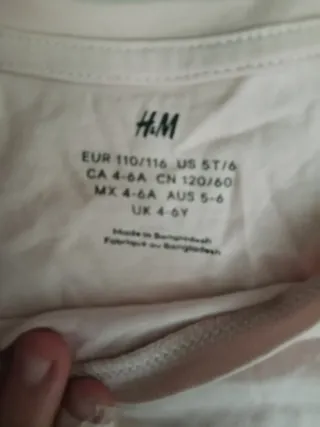 H&M
EUR 110/116 US 5T/6
CA 4-6A CN 120/60
MX 4-6A AUS 5-6
UK 4-6Y
Made in Bangladesh
Fabriqué au Bangladesh